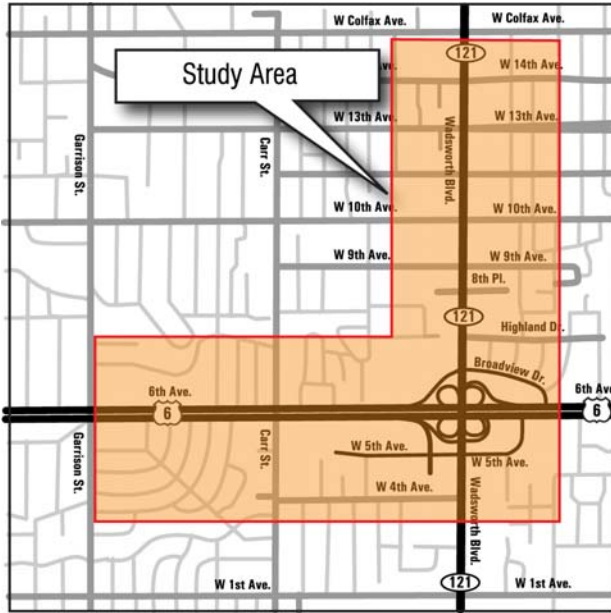 W Colfax Ave.
W Colfax Ave.
121
Study Area
Ave.
W 14th Ave.
W 13th Ave.
W 13th Ave.
Garrison St.
Carr St.
Wadsworth Blvd.
W 10th Ave.
W 10th Ave.
W 9th Ave.
W 9th Ave.
8th Pl.
121
Highland Dr.
Broadview Dr.
6th Ave.
6
6th Ave.
6
Garrison St.
Carr St.
W 5th Ave.
W 5th Ave.
W 4th Ave.
Wadsworth Blvd.
121
W 1st Ave.
W 1st Ave.